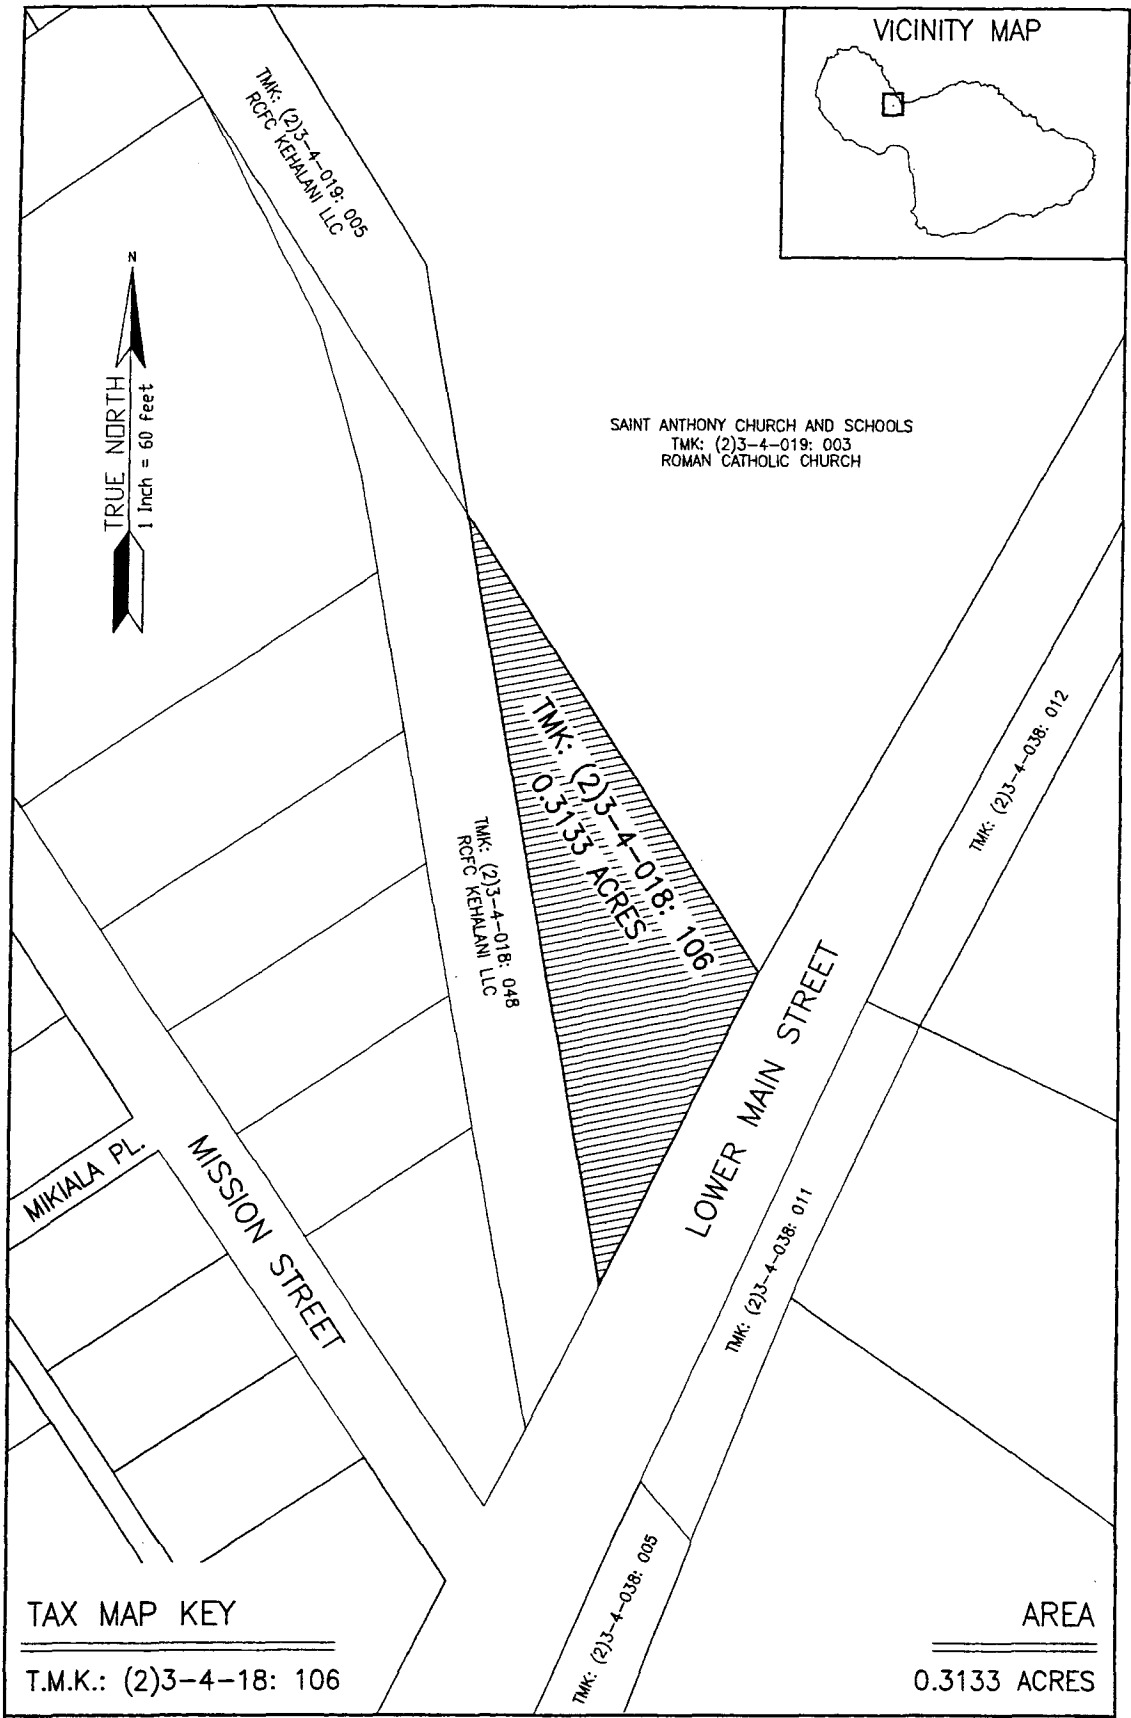 VICINITY MAP
TMK: (2)3-4-019: 005
RCFC KEHALANI LLC
N
TRUE NORTH
1 Inch = 60 feet
SAINT ANTHONY CHURCH AND SCHOOLS
TMK: (2)3-4-019: 003
ROMAN CATHOLIC CHURCH
TMK: (2)3-4-038: 012
TMK: (2)3-4-018: 106
0.3133 ACRES
TMK: (2)3-4-018: 048
RCFC KEHALANI LLC
LOWER MAIN STREET
MIKIALA PL.
MISSION STREET
TMK: (2)3-4-038: 011
TMK: (2)3-4-038: 005
TAX MAP KEY
T.M.K.: (2)3-4-18: 106
AREA
0.3133 ACRES